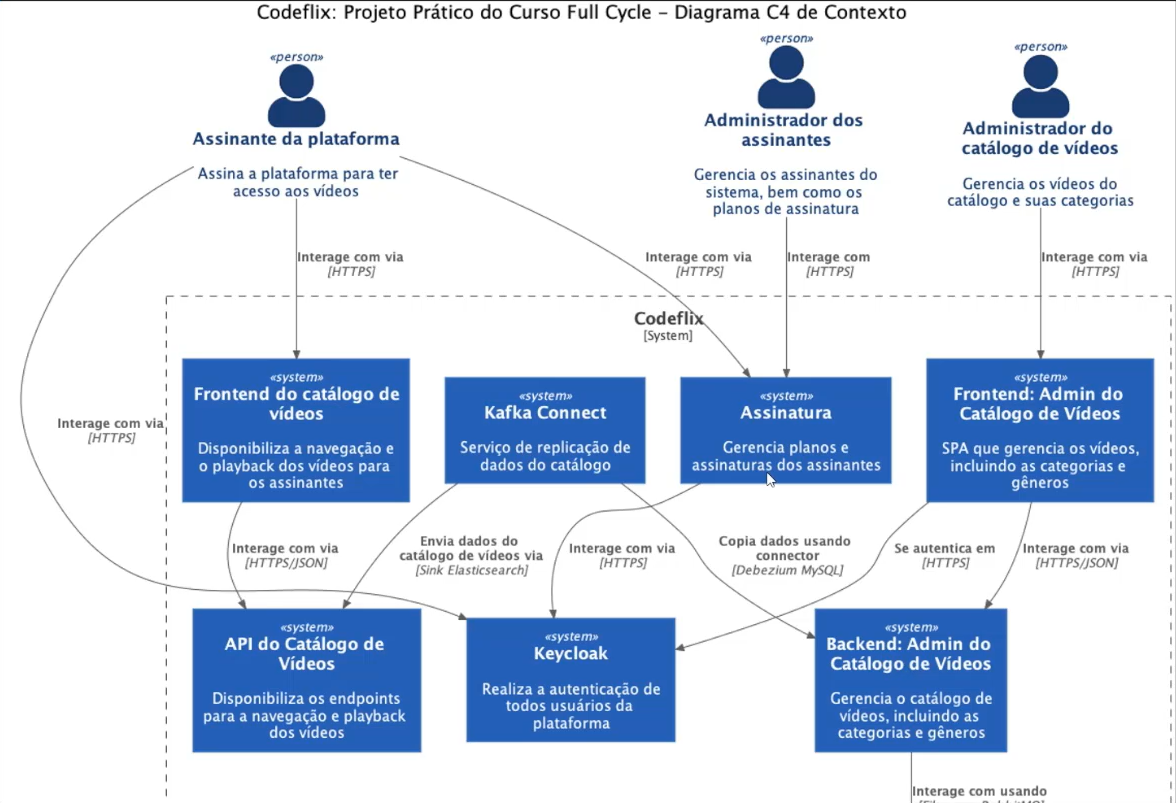 Codeflix: Projeto Prático do Curso Full Cycle – Diagrama C4 de Contexto
«person»
Assinante da plataforma
Assina a plataforma para ter
acesso aos vídeos
«person»
Administrador dos
assinantes
Gerencia os assinantes do
sistema, bem como os
planos de assinatura
«person»
Administrador do
catálogo de vídeos
Gerencia os vídeos do
catálogo e suas categorias
Interage com via
[HTTPS]
Interage com via
[HTTPS]
Interage com
[HTTPS]
Interage com via
[HTTPS]
Codeflix
[System]
Interage com via
[HTTPS]
«system»
Frontend do catálogo de
vídeos
Disponibiliza a navegação e
o playback dos vídeos para
os assinantes
«system»
Kafka Connect
Serviço de replicação de
dados do catálogo
«system»
Assinatura
Gerencia planos e
assinaturas dos assinantes
«system»
Frontend: Admin do
Catálogo de Vídeos
SPA que gerencia os vídeos,
incluindo as categorias e
gêneros
Interage com via
[HTTPS/JSON]
Envia dados do
catálogo de vídeos via
[Sink Elasticsearch]
Interage com via
[HTTPS]
Copia dados usando
connector
[Debezium MySQL]
Se autentica em
[HTTPS]
Interage com via
[HTTPS/JSON]
«system»
API do Catálogo de
Vídeos
Disponibiliza os endpoints
para a navegação e playback
dos vídeos
«system»
Keycloak
Realiza a autenticação de
todos usuários da
plataforma
«system»
Backend: Admin do
Catálogo de Vídeos
Gerencia o catálogo de
vídeos, incluindo as
categorias e gêneros
Interage com usando